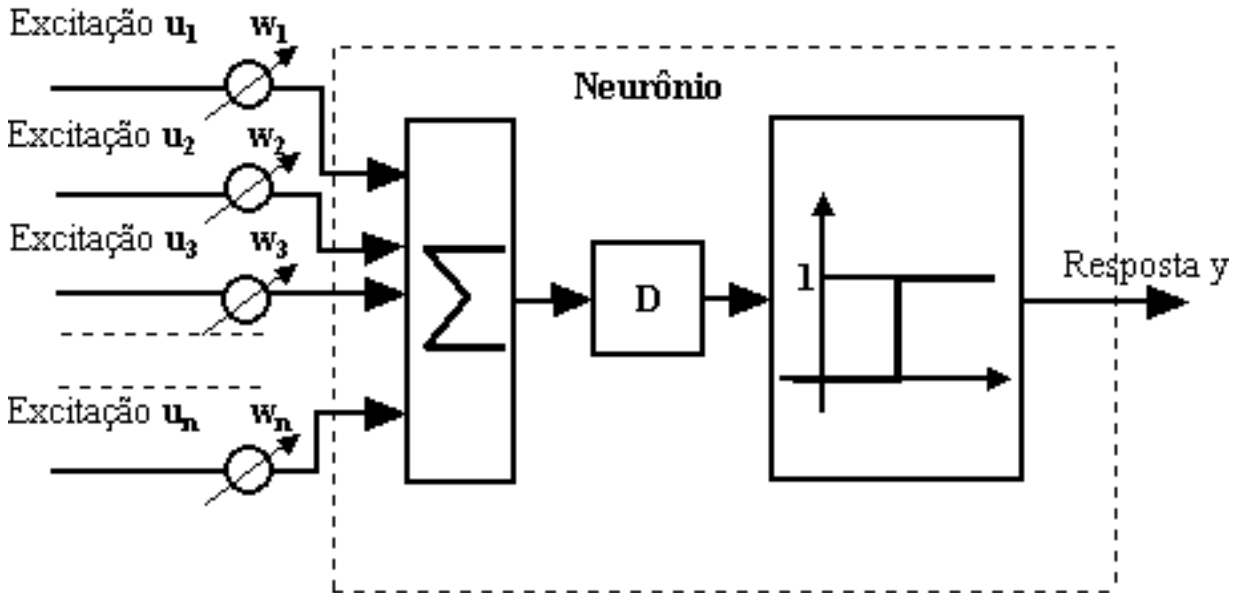 Excitação u1 w1
Neurônio
Excitação u2 w2
Excitação u3 w3
Σ
D
1
Resposta y
Excitação un wn